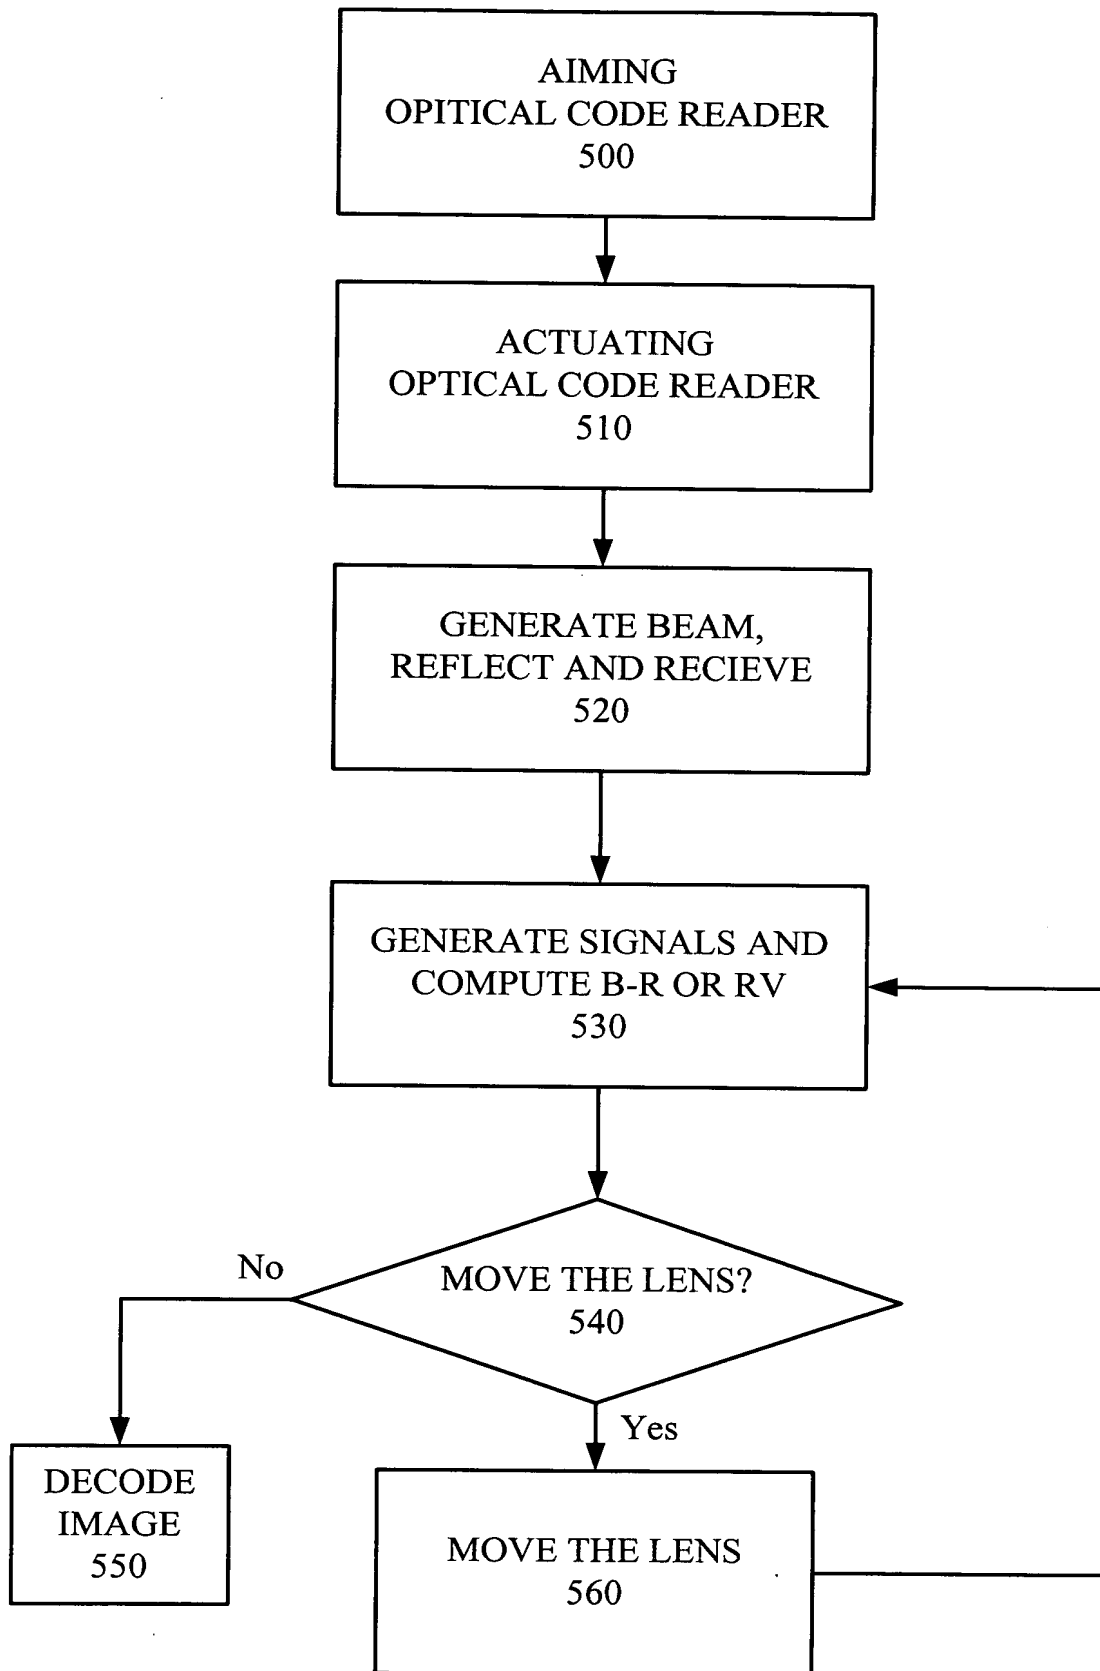 AIMING
OPITICAL CODE READER
500
ACTUATING
OPTICAL CODE READER
510
GENERATE BEAM,
REFLECT AND RECIEVE
520
GENERATE SIGNALS AND
COMPUTE B-R OR RV
530
MOVE THE LENS?
540
No
Yes
DECODE
IMAGE
550
MOVE THE LENS
560